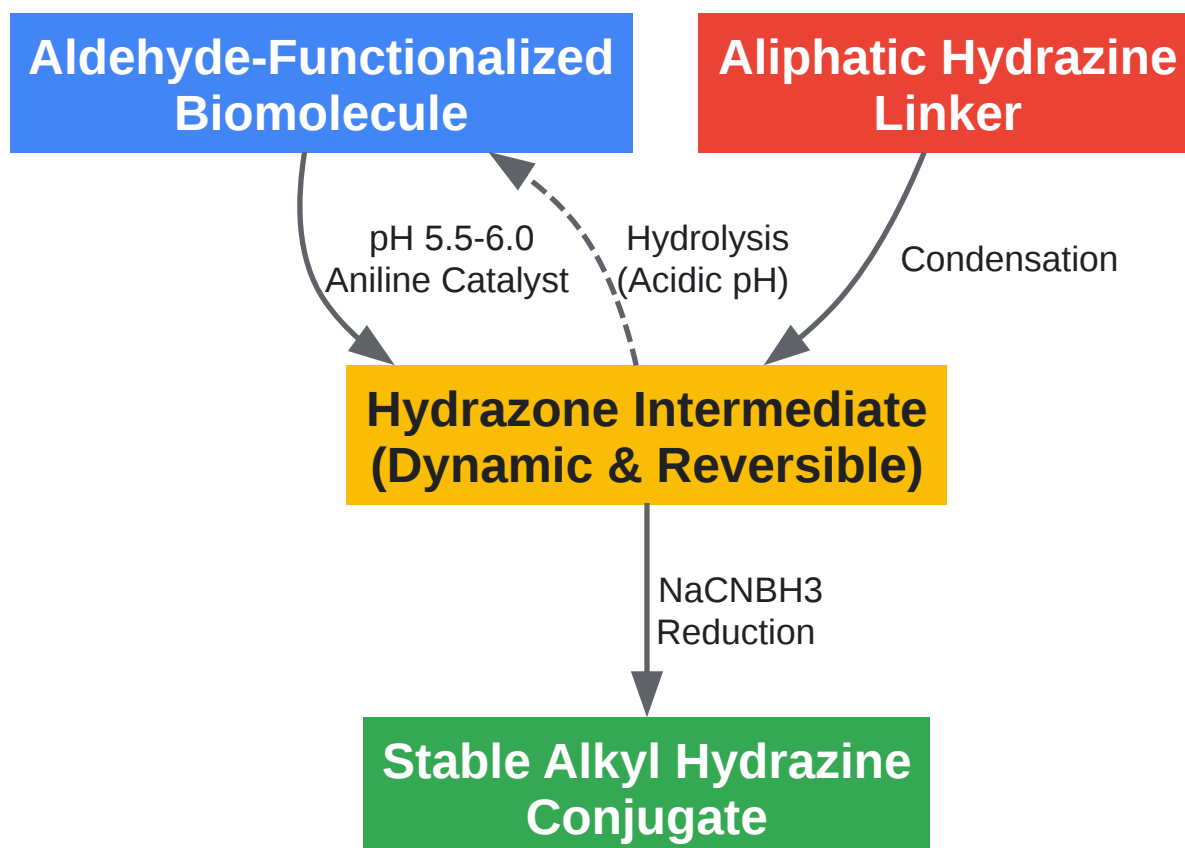 Aldehyde-Functionalized
Biomolecule
Aliphatic Hydrazine
Linker
pH 5.5-6.0
Aniline Catalyst
Hydrolysis
(Acidic pH)
Condensation
Hydrazone Intermediate
(Dynamic & Reversible)
NaCNBH3
Reduction
Stable Alkyl Hydrazine
Conjugate